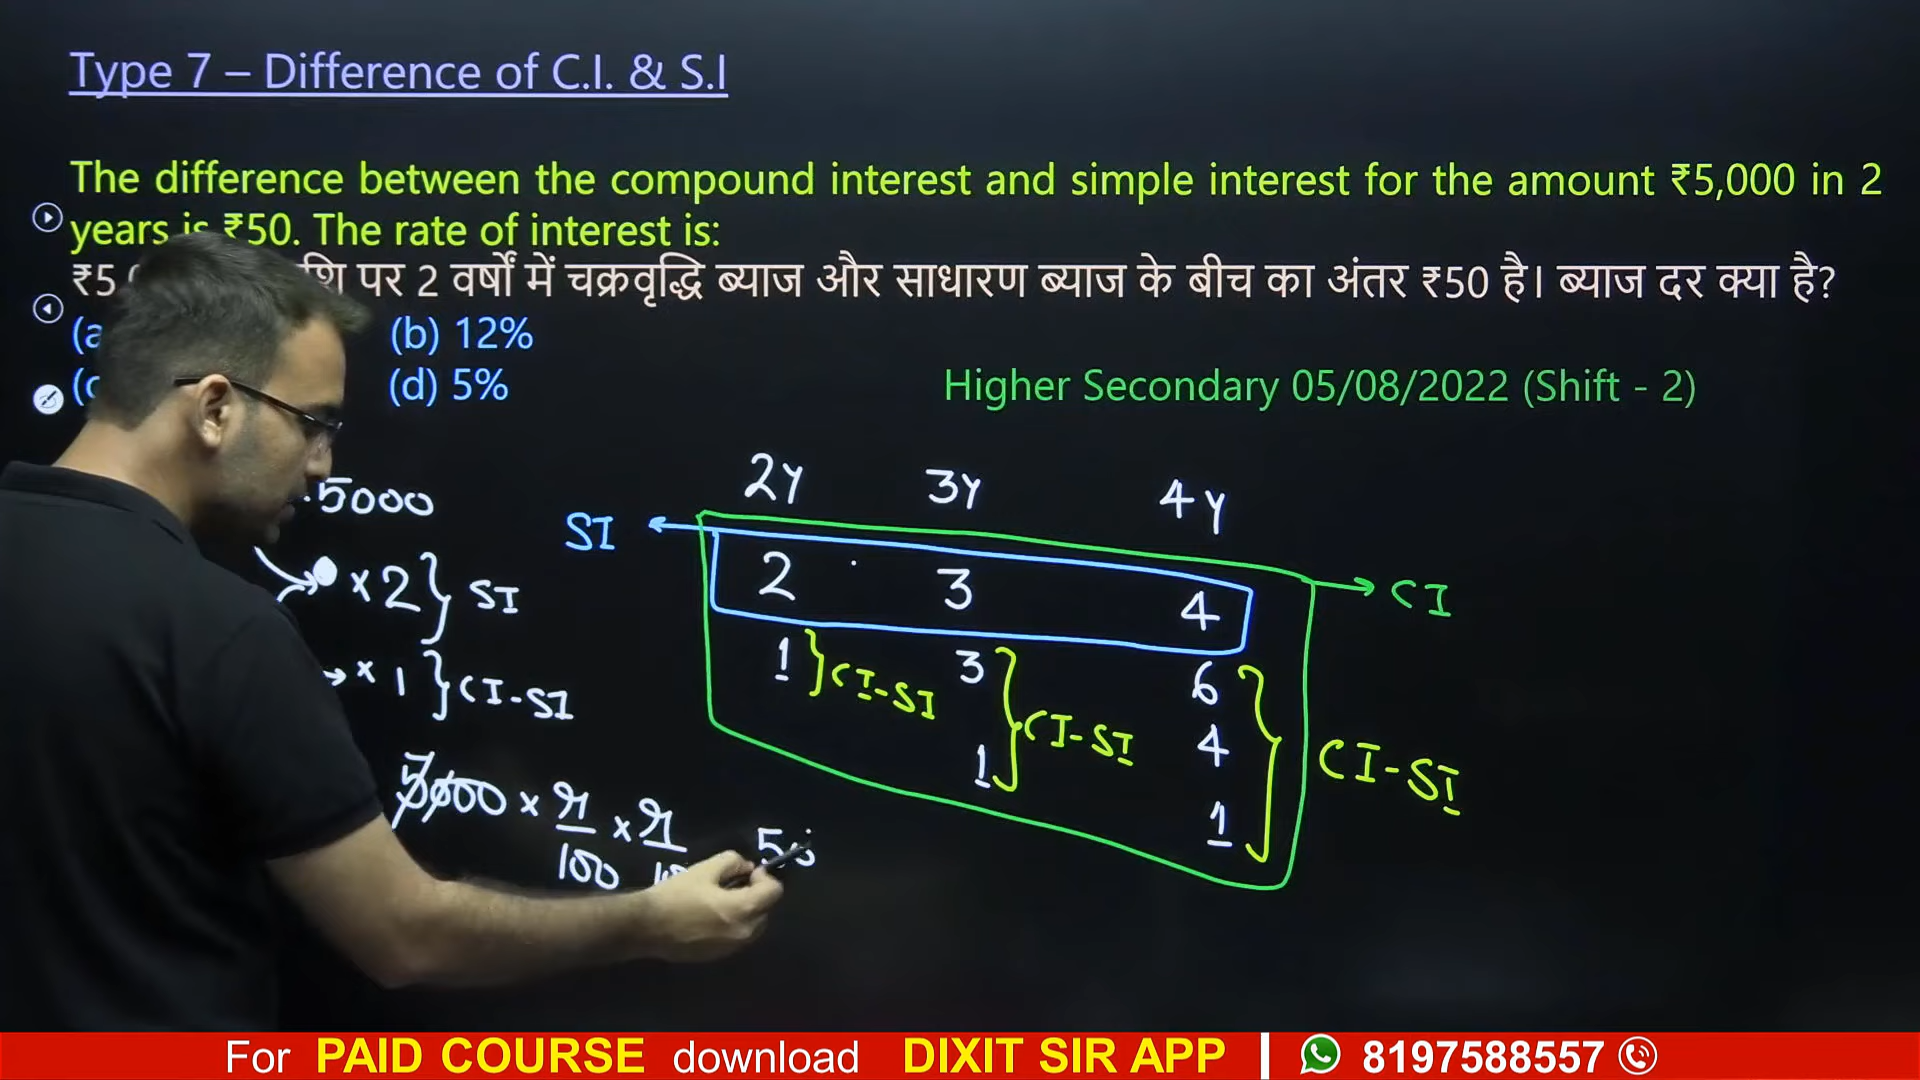 Type 7 – Difference of C.I. & S.I
The difference between the compound interest and simple interest for the amount ₹5,000 in 2
years is ₹50. The rate of interest is:
₹5 पर 2 वर्षों में चक्रवृद्धि ब्याज और साधारण ब्याज के बीच का अंतर ₹50 है। ब्याज दर क्या है?
(a (b) 12%
(c (d) 5%
Higher Secondary 05/08/2022 (Shift - 2)
5000
× 2 } SI
× 1 } CI-SI
5000 × r/100 × r 50
2Y 3Y 4Y
SI
2 3 4
CI
1 } CI-SI 3 6
CI-SI 4 CI-SI
1
1
For PAID COURSE download DIXIT SIR APP | 8197588557